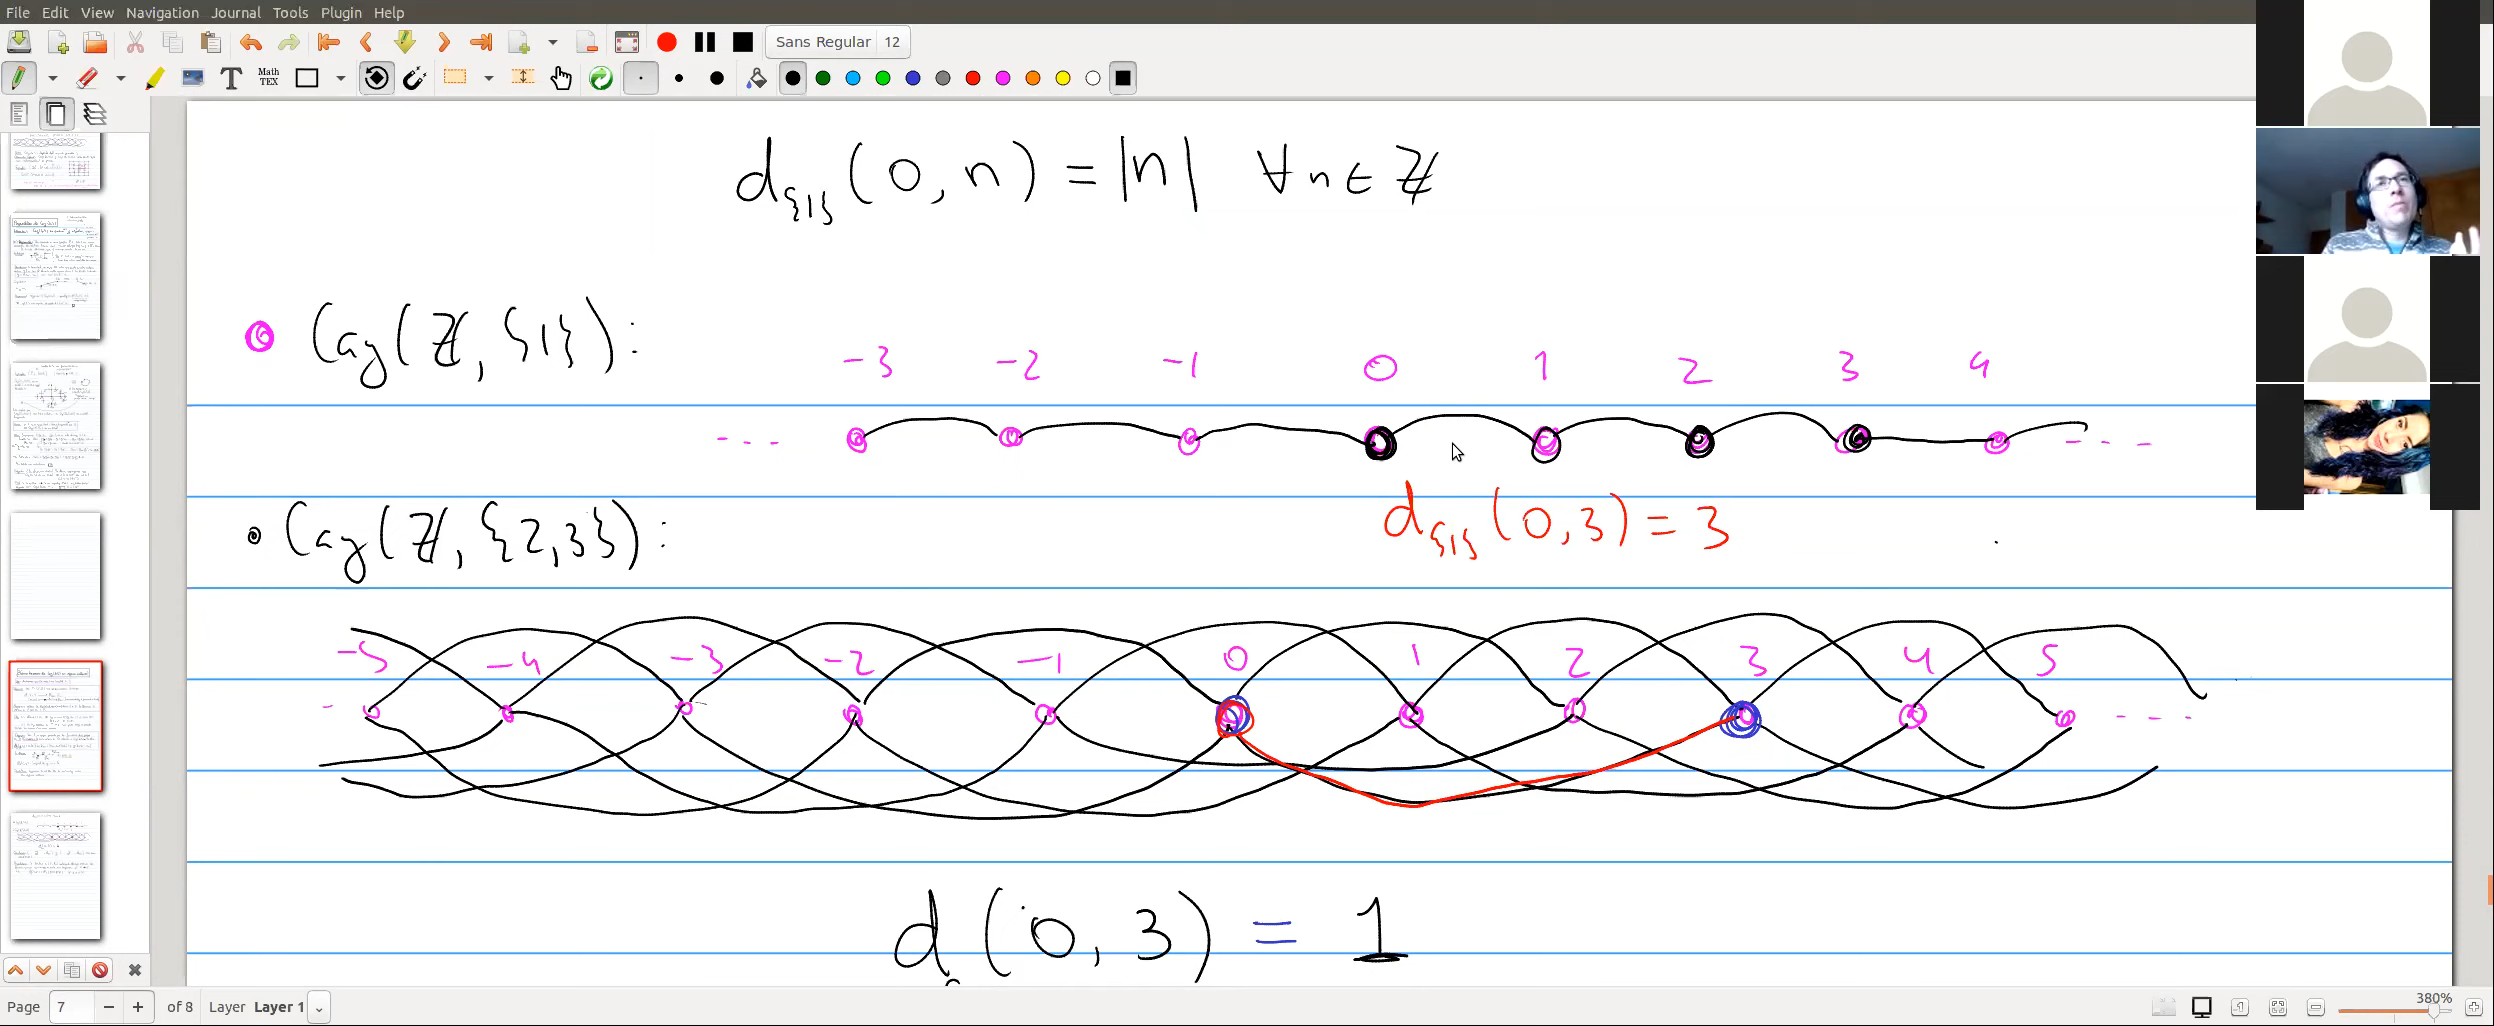 File Edit View Navigation Journal Tools Plugin Help
Sans Regular 12
Math
TEX
d_{1} (0, n) = |n| ∀n ∈ ℤ
Cay(ℤ, {1}) :
-3 -2 -1 0 1 2 3 4
- - - - - -
d_{1} (0,3) = 3
• Cay(ℤ, {2,3}) :
-5 -4 -3 -2 -1 0 1 2 3 4 5
- - - -
d (0, 3) = 1
Page 7 of 8 Layer Layer 1 380%